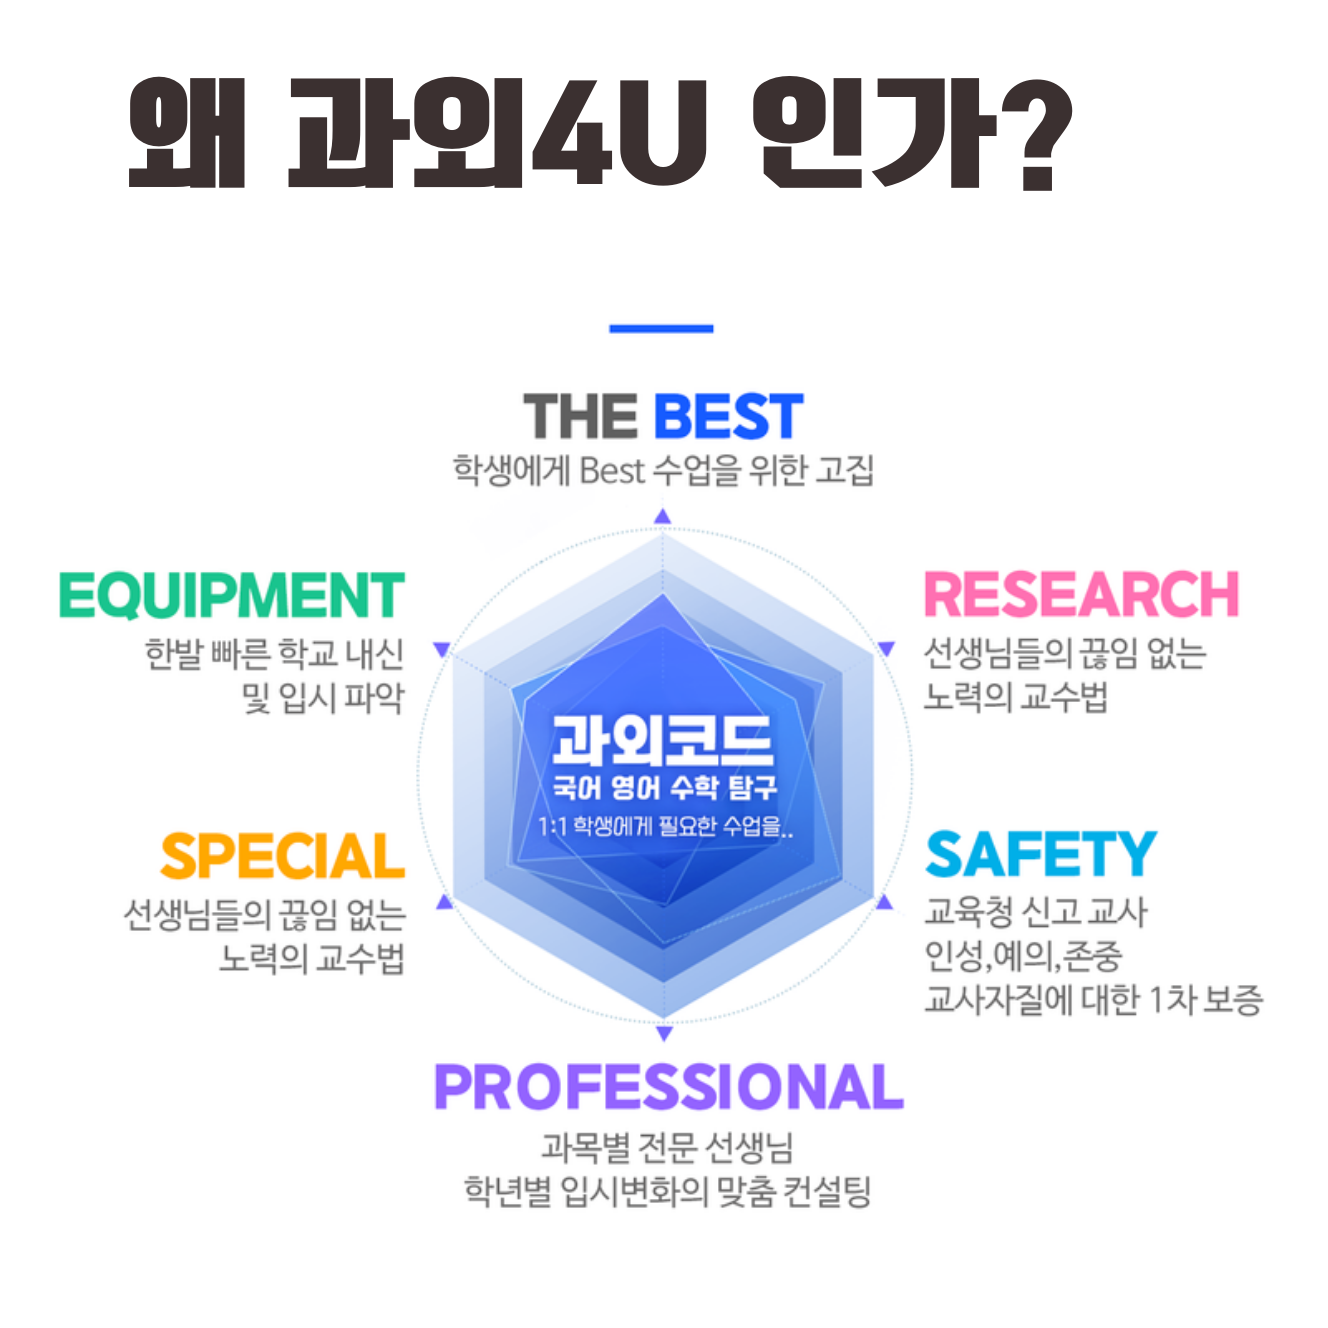 왜 과외4U 인가?
THE BEST
학생에게 Best 수업을 위한 고집
EQUIPMENT
한발 빠른 학교 내신
및 입시 파악
RESEARCH
선생님들의 끊임 없는
노력의 교수법
과외코드
국어 영어 수학 탐구
1:1 학생에게 필요한 수업을..
SPECIAL
선생님들의 끊임 없는
노력의 교수법
SAFETY
교육청 신고 교사
인성,예의,존중
교사자질에 대한 1차 보증
PROFESSIONAL
과목별 전문 선생님
학년별 입시변화의 맞춤 컨설팅